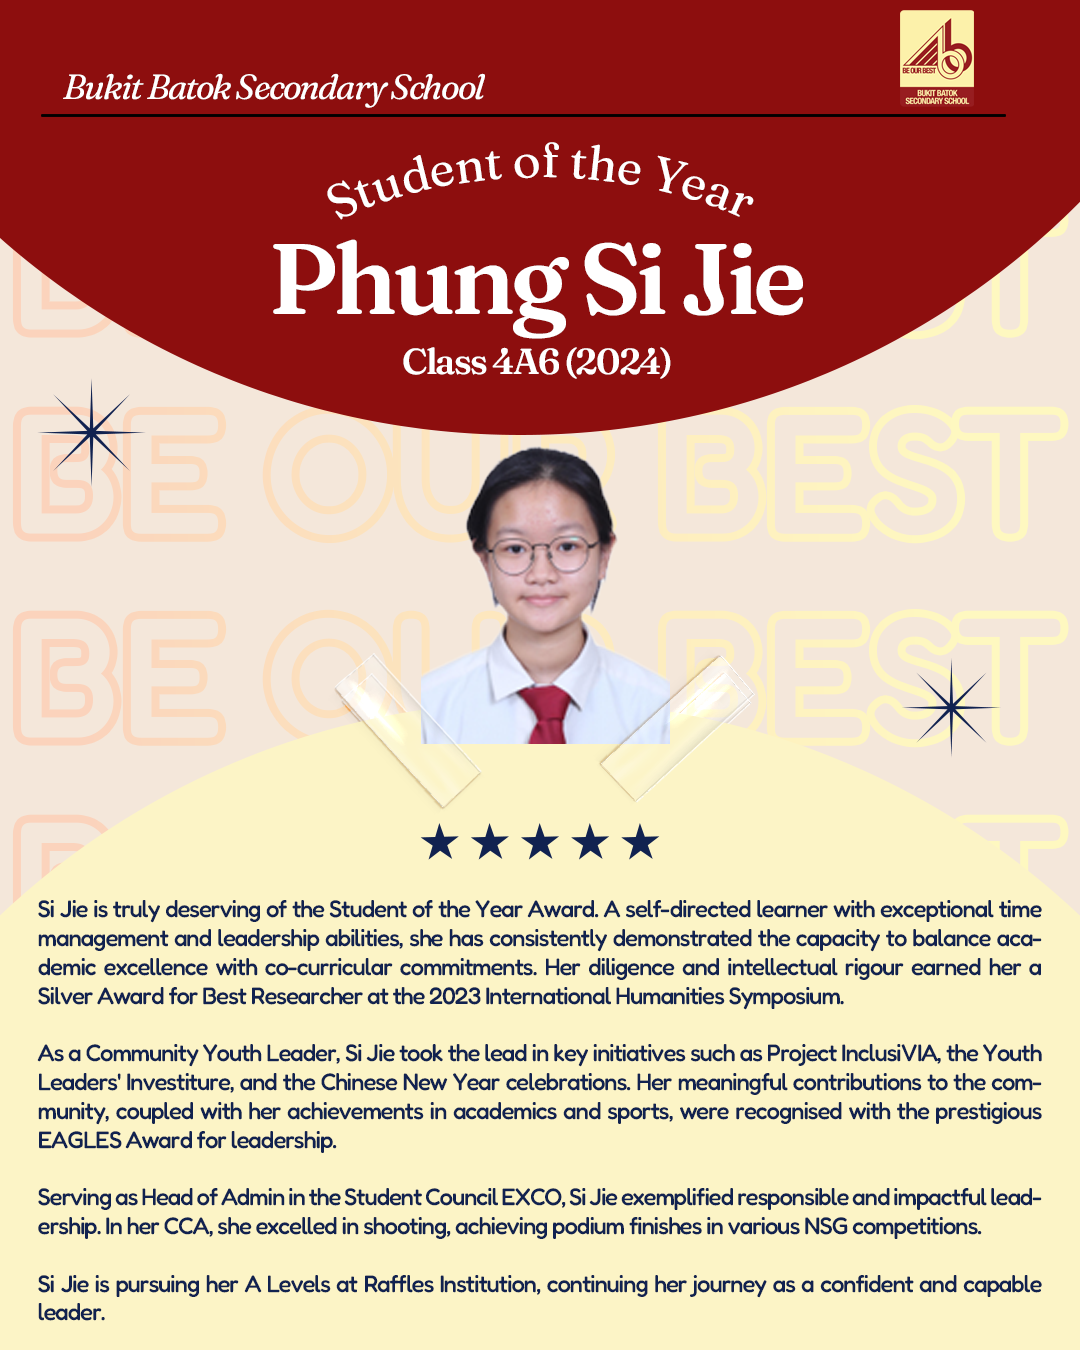 Bukit Batok Secondary School
BE OUR BEST
BUKIT BATOK
SECONDARY SCHOOL
Student of the Year
Phung Si Jie
Class 4A6 (2024)
BE OUR BEST
BE OUR BEST
★★★★★
Si Jie is truly deserving of the Student of the Year Award. A self-directed learner with exceptional time
management and leadership abilities, she has consistently demonstrated the capacity to balance aca-
demic excellence with co-curricular commitments. Her diligence and intellectual rigour earned her a
Silver Award for Best Researcher at the 2023 International Humanities Symposium.
As a Community Youth Leader, Si Jie took the lead in key initiatives such as Project InclusiVIA, the Youth
Leaders' Investiture, and the Chinese New Year celebrations. Her meaningful contributions to the com-
munity, coupled with her achievements in academics and sports, were recognised with the prestigious
EAGLES Award for leadership.
Serving as Head of Admin in the Student Council EXCO, Si Jie exemplified responsible and impactful lead-
ership. In her CCA, she excelled in shooting, achieving podium finishes in various NSG competitions.
Si Jie is pursuing her A Levels at Raffles Institution, continuing her journey as a confident and capable
leader.